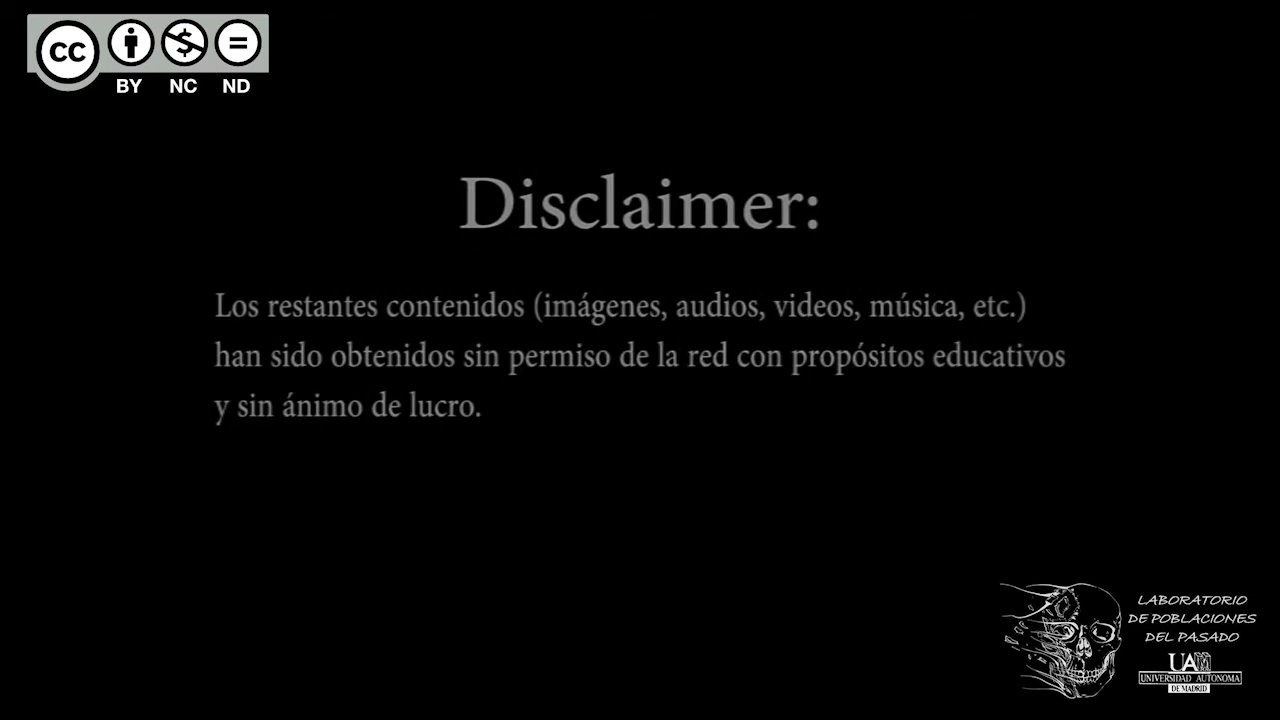 cc
BY NC ND
Disclaimer:
Los restantes contenidos (imágenes, audios, videos, música, etc.)
han sido obtenidos sin permiso de la red con propósitos educativos
y sin ánimo de lucro.
LABORATORIO
DE POBLACIONES
DEL PASADO
UAM
UNIVERSIDAD AUTONOMA
DE MADRID